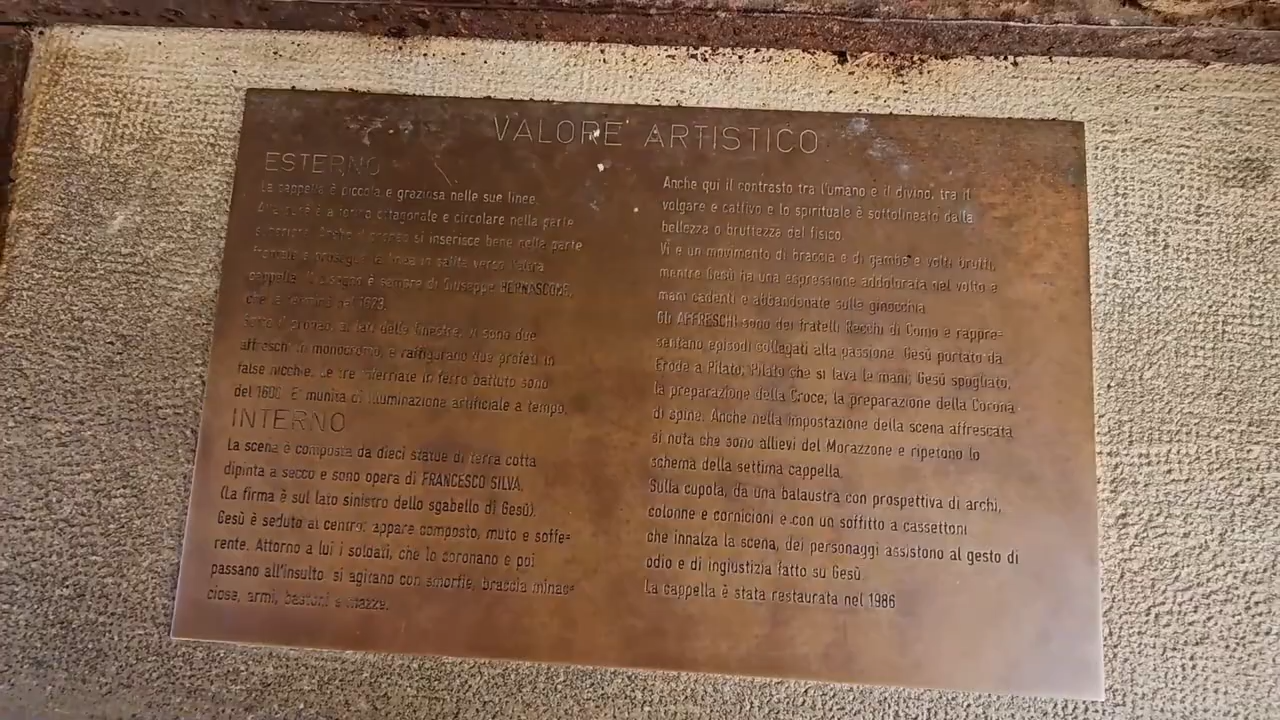 VALORE ARTISTICO
ESTERNO
La cappella è piccola e graziosa nelle sue linee.
è a tondo ottagonale e circolare nella parte
superiore. Anche il pronao si inserisce bene nella parte
frontale e prosegue la linea in salita verso l'altra
cappella. Il disegno è sempre di Giuseppe BERNASCONE,
che la termina nel 1623.
Sotto il pronao, ai lati delle finestre, vi sono due
affreschi in monocromo, e raffigurano due profeti in
false nicchie. Le tre inferriate in ferro battuto sono
del 1600. E' munita di illuminazione artificiale a tempo.
INTERNO
La scena è composta da dieci statue di terra cotta
dipinta a secco e sono opera di FRANCESCO SILVA.
(La firma è sul lato sinistro dello sgabello di Gesù).
Gesù è seduto al centro: appare composto, muto e soffe=
rente. Attorno a lui i soldati, che lo coronano e poi
passano all'insulto si agitano con smorfie, braccia minac=
ciose, armi, bastoni e mazze.
Anche qui il contrasto tra l'umano e il divino, tra il
volgare e cattivo e lo spirituale è sottolineato dalla
bellezza o bruttezza del fisico.
Vi è un movimento di braccia e di gambe e volti brutti,
mentre Gesù ha una espressione addolorata nel volto e
mani cadenti e abbandonate sulle ginocchia.
Gli AFFRESCHI sono dei fratelli Recchi di Como e rappre=
sentano episodi collegati alla passione: Gesù portato da
Erode a Pilato; Pilato che si lava le mani; Gesù spogliato,
la preparazione della Croce, la preparazione della Corona
di spine. Anche nella impostazione della scena affrescata
si nota che sono allievi del Morazzone e ripetono lo
schema della settima cappella.
Sulla cupola, da una balaustra con prospettiva di archi,
colonne e cornicioni e con un soffitto a cassettoni
che innalza la scena, dei personaggi assistono al gesto di
odio e di ingiustizia fatto su Gesù.
La cappella è stata restaurata nel 1986